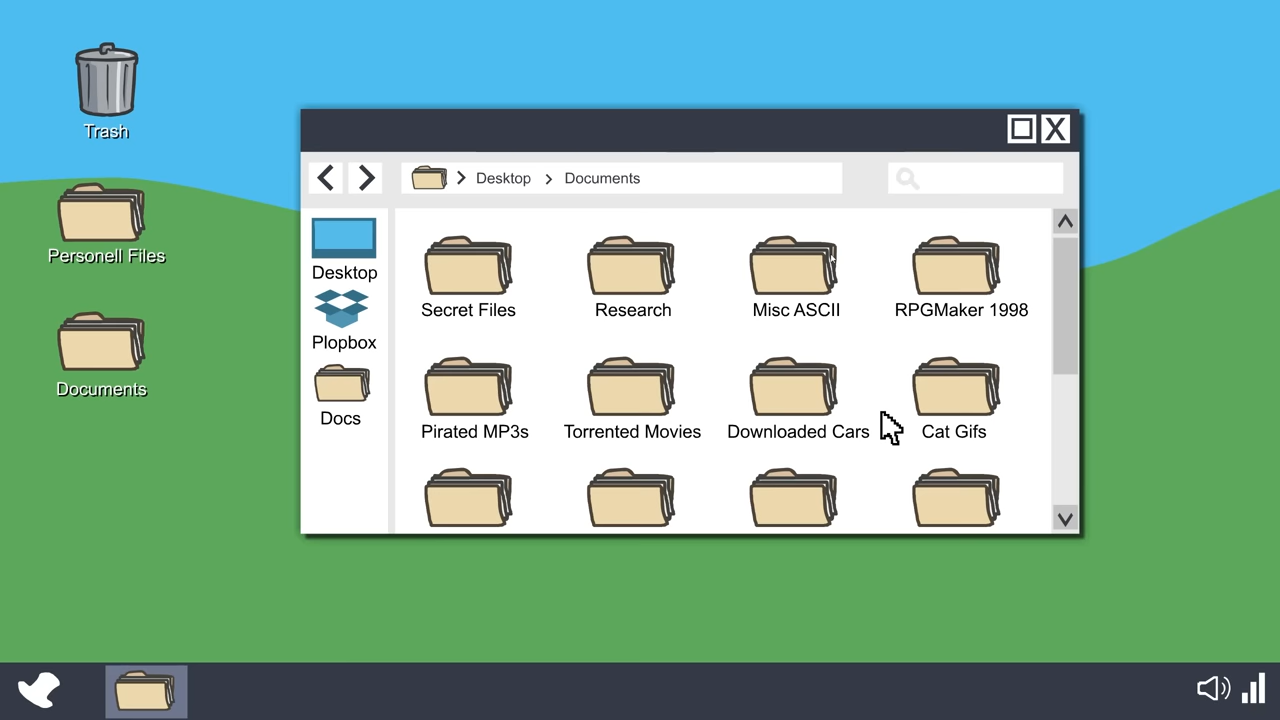 Trash
Personell Files
Documents
X
Desktop
Documents
Desktop
Plopbox
Docs
Secret Files
Research
Misc ASCII
RPGMaker 1998
Pirated MP3s
Torrented Movies
Downloaded Cars
Cat Gifs